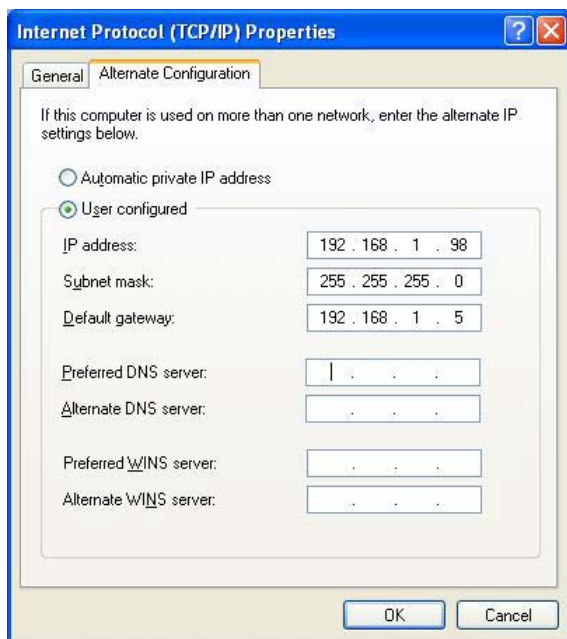 Internet Protocol (TCP/IP) Properties
General
Alternate Configuration
If this computer is used on more than one network, enter the alternate IP
settings below.
Automatic private IP address
User configured
IP address: 192 . 168 . 1 . 98
Subnet mask: 255 . 255 . 255 . 0
Default gateway: 192 . 168 . 1 . 5
Preferred DNS server: . . .
Alternate DNS server: . . .
Preferred WINS server: . . .
Alternate WINS server: . . .
OK
Cancel